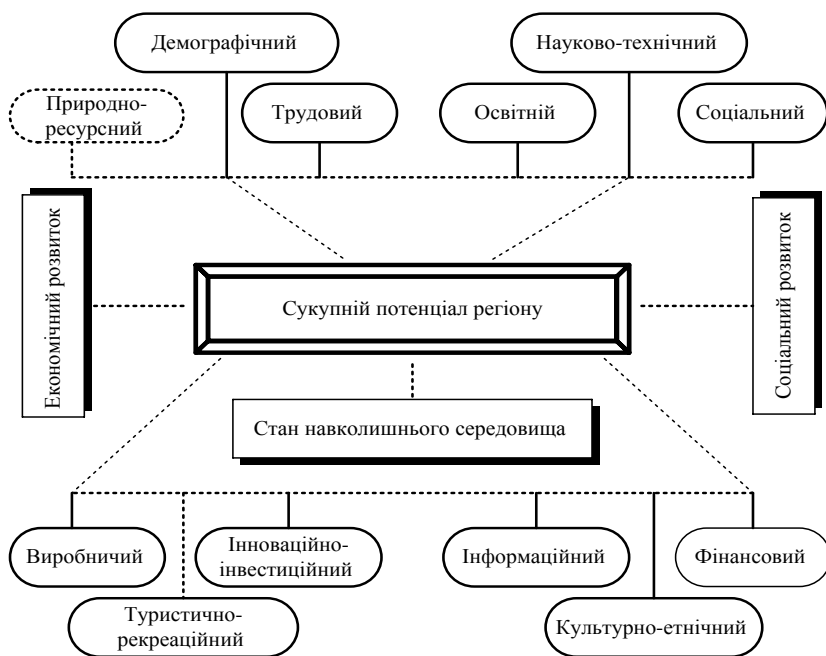 Демографічний
Науково-технічний
Природно-
ресурсний
Трудовий
Освітній
Соціальний
Економічний розвиток
Сукупній потенціал регіону
Соціальний розвиток
Стан навколишнього середовища
Виробничий
Інноваційно-
інвестиційний
Інформаційний
Фінансовий
Туристично-
рекреаційний
Культурно-етнічний